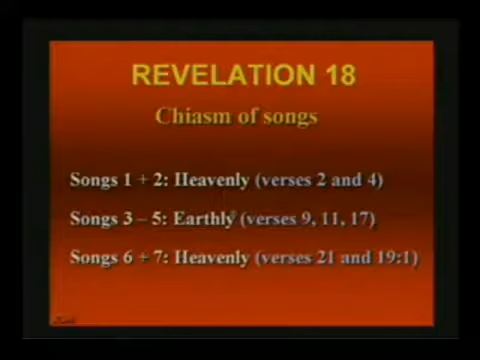 REVELATION 18
Chiasm of songs
Songs 1 + 2: Heavenly (verses 2 and 4)
Songs 3 – 5: Earthly (verses 9, 11, 17)
Songs 6 + 7: Heavenly (verses 21 and 19:1)